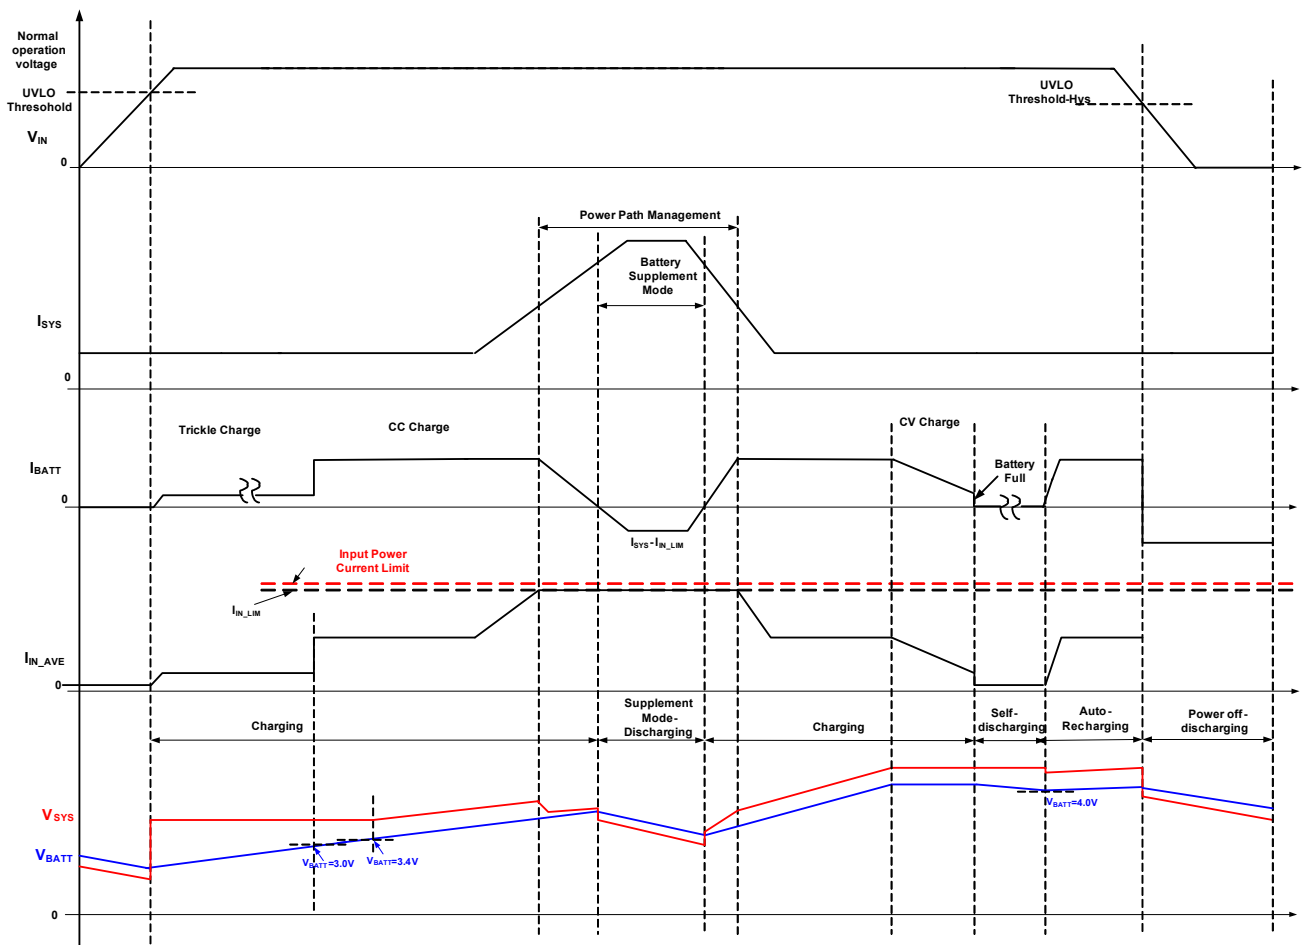 Normal
operation
voltage
UVLO
Thresohold
UVLO
Threshold-Hys
VIN
0
Power Path Management
Battery
Supplement
Mode
ISYS
0
Trickle Charge
CC Charge
CV Charge
Battery
Full
IBATT
0
ISYS-IIN_LIM
Input Power
Current Limit
IIN_LIM
IIN_AVE
0
Charging
Supplement
Mode-
Discharging
Charging
Self-
discharging
Auto-
Recharging
Power off-
discharging
VSYS
VBATT=4.0V
VBATT
VBATT=3.0V
VBATT=3.4V
0